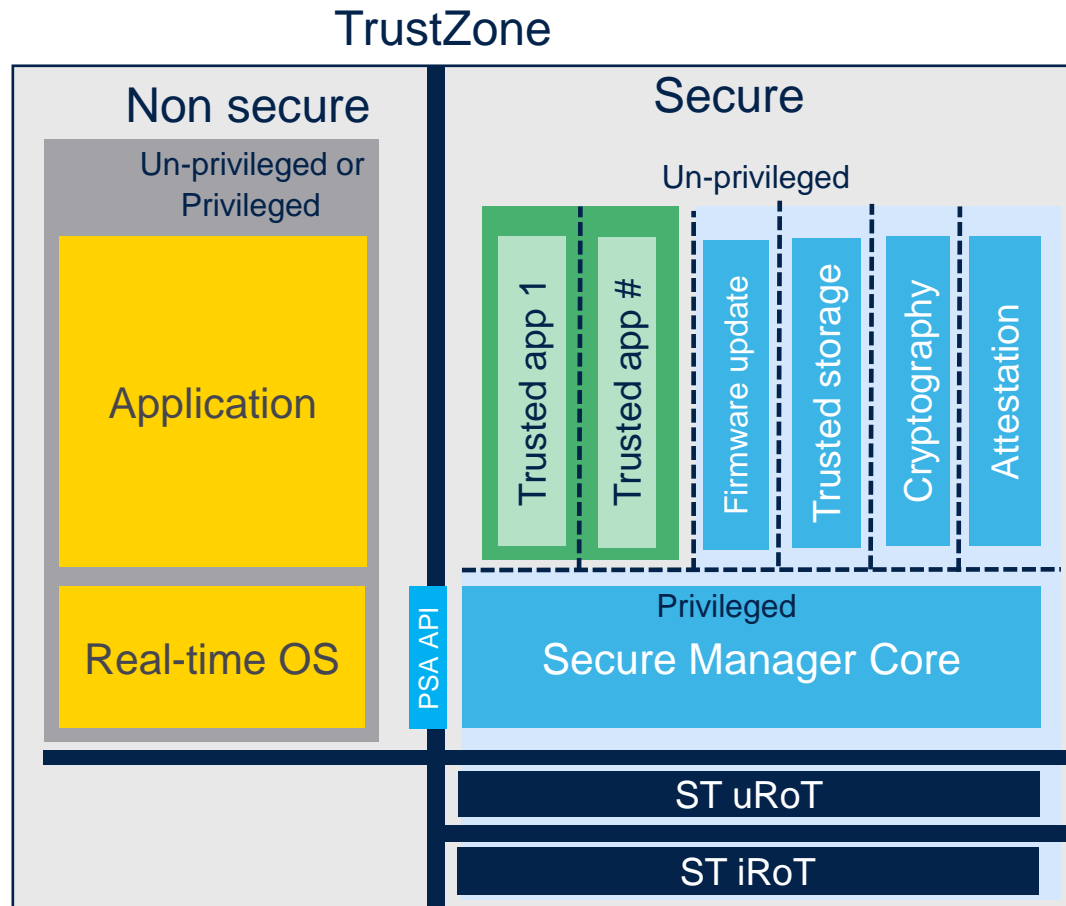 TrustZone
Non secure
Secure
Un-privileged or
Privileged
Un-privileged
Application
Trusted app 1
Trusted app #
Firmware update
Trusted storage
Cryptography
Attestation
Real-time OS
PSA API
Privileged
Secure Manager Core
ST uRoT
ST iRoT